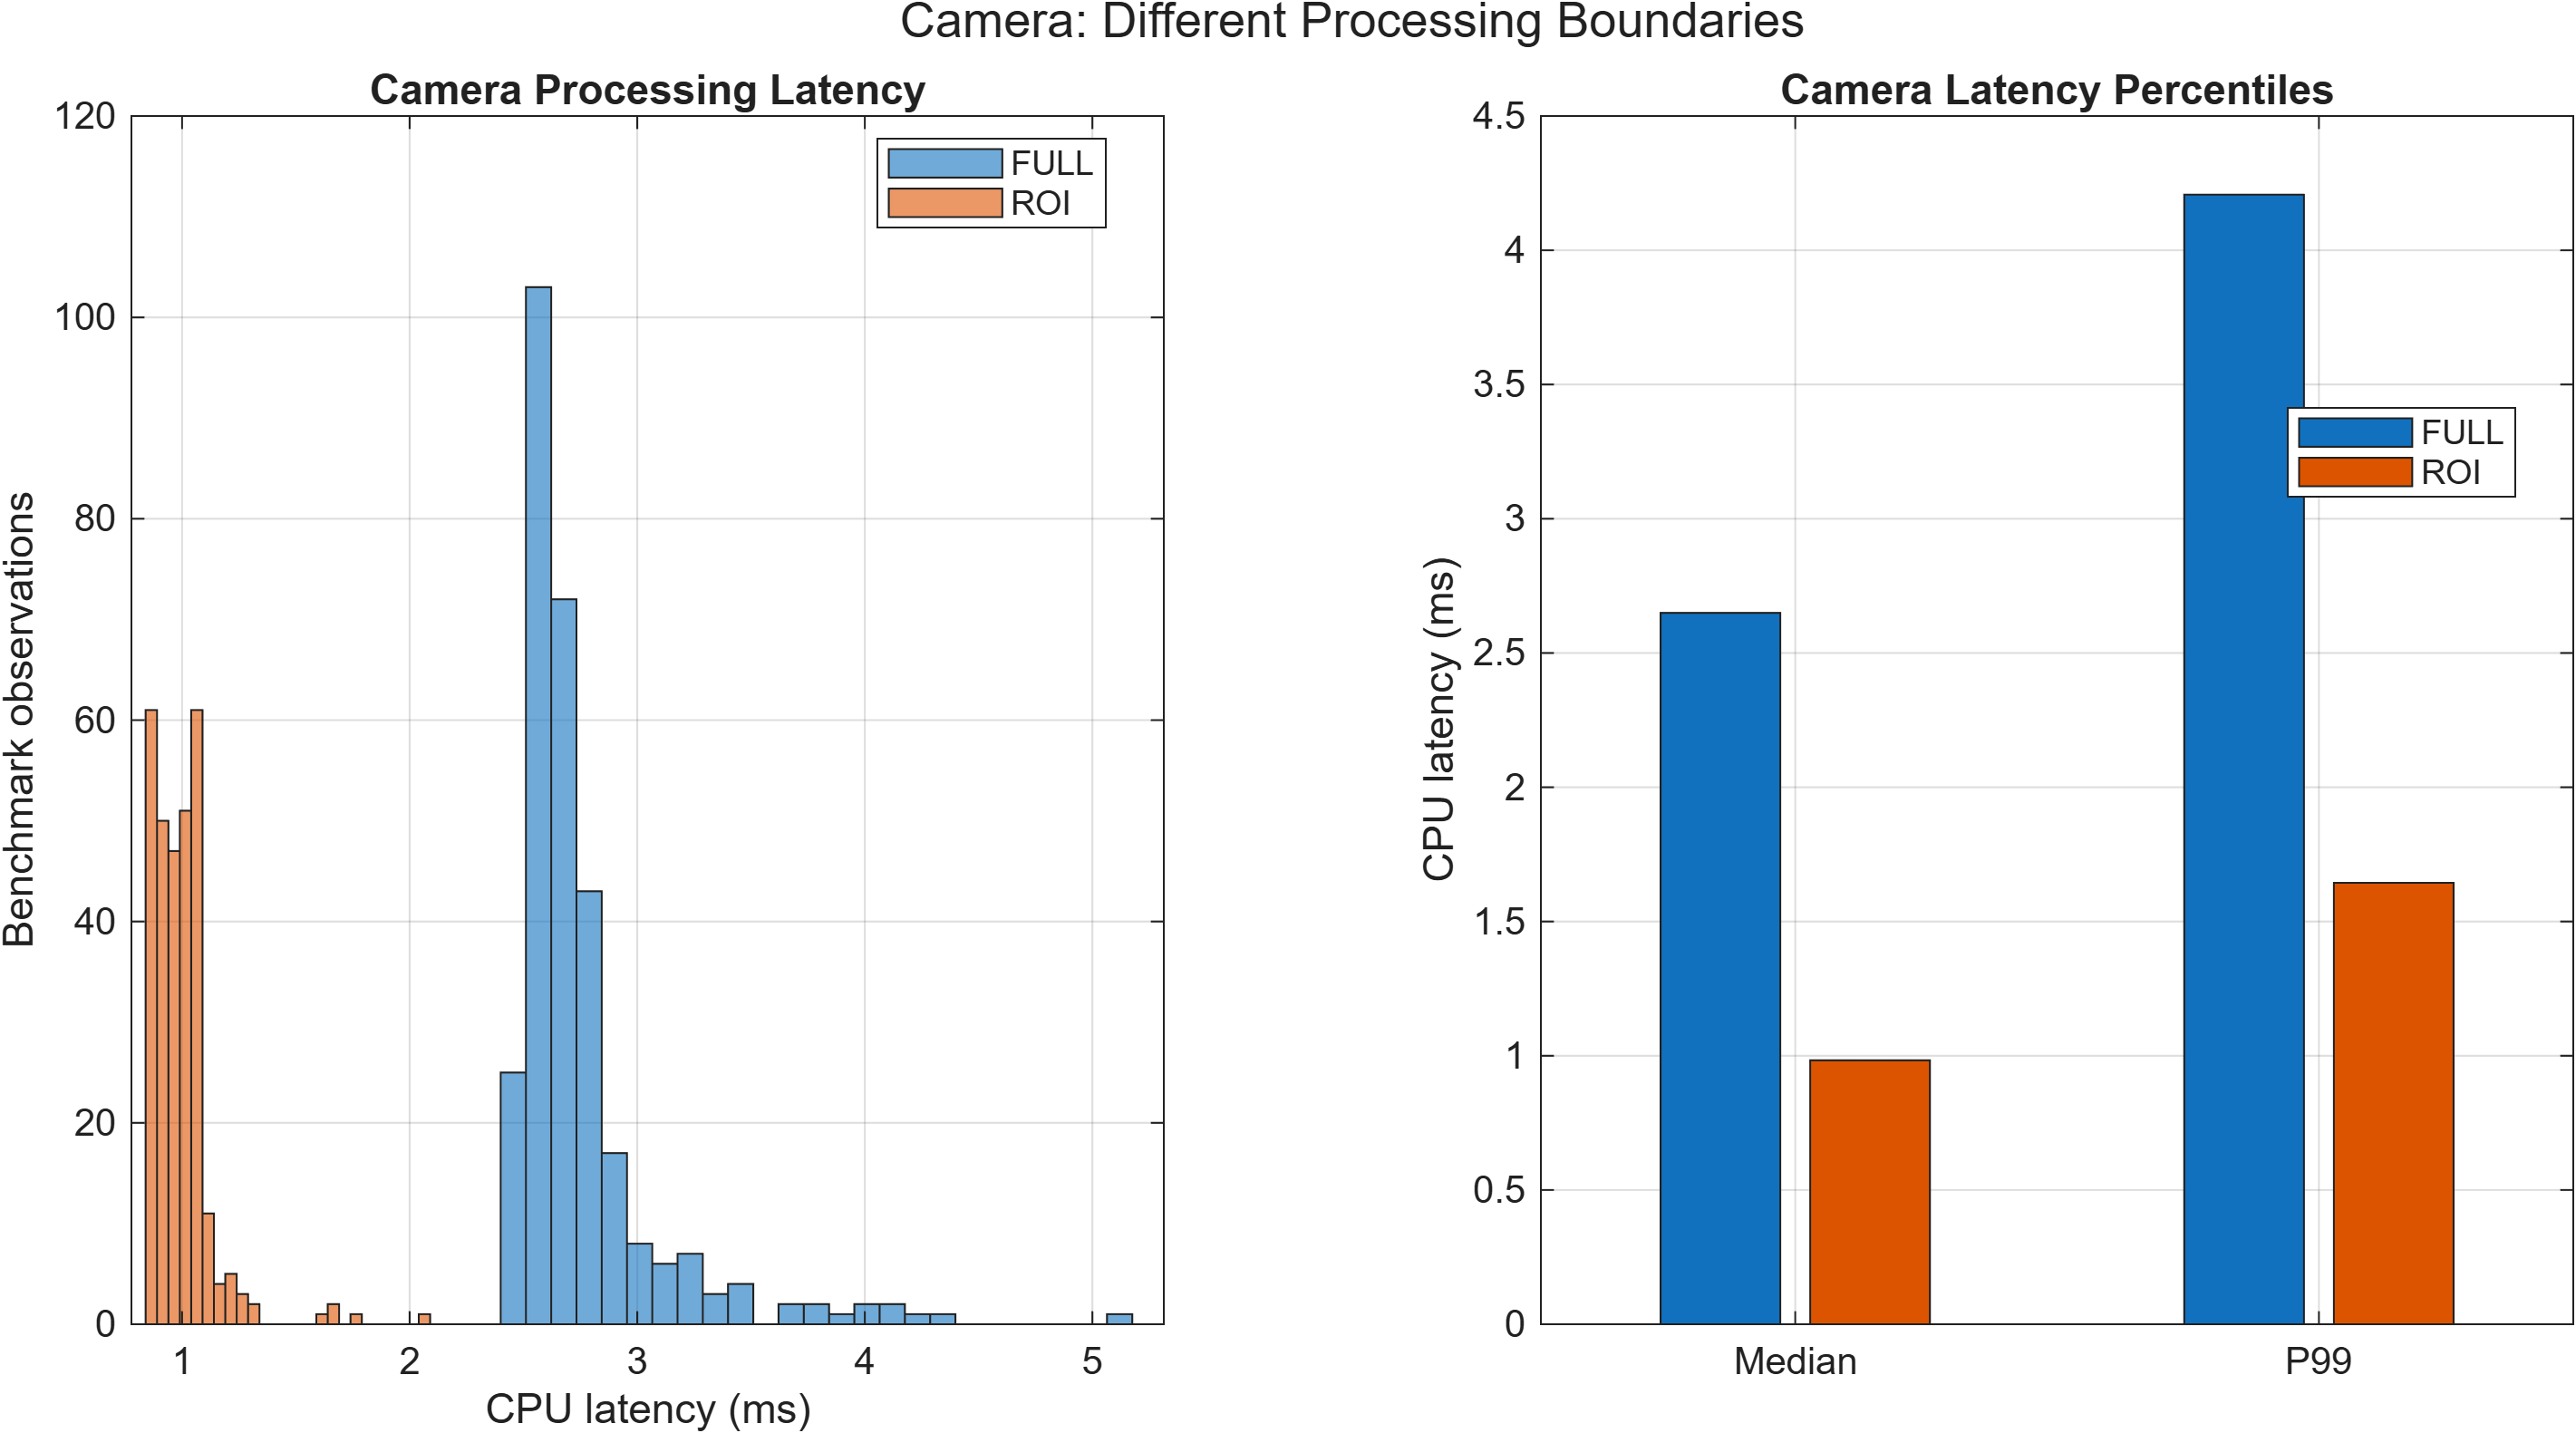 Camera: Different Processing Boundaries
Camera Processing Latency
120
100
80
60
40
20
0
1 2 3 4 5
Benchmark observations
CPU latency (ms)
FULL
ROI
Camera Latency Percentiles
4.5
4
3.5
3
2.5
2
1.5
1
0.5
0
Median P99
CPU latency (ms)
FULL
ROI